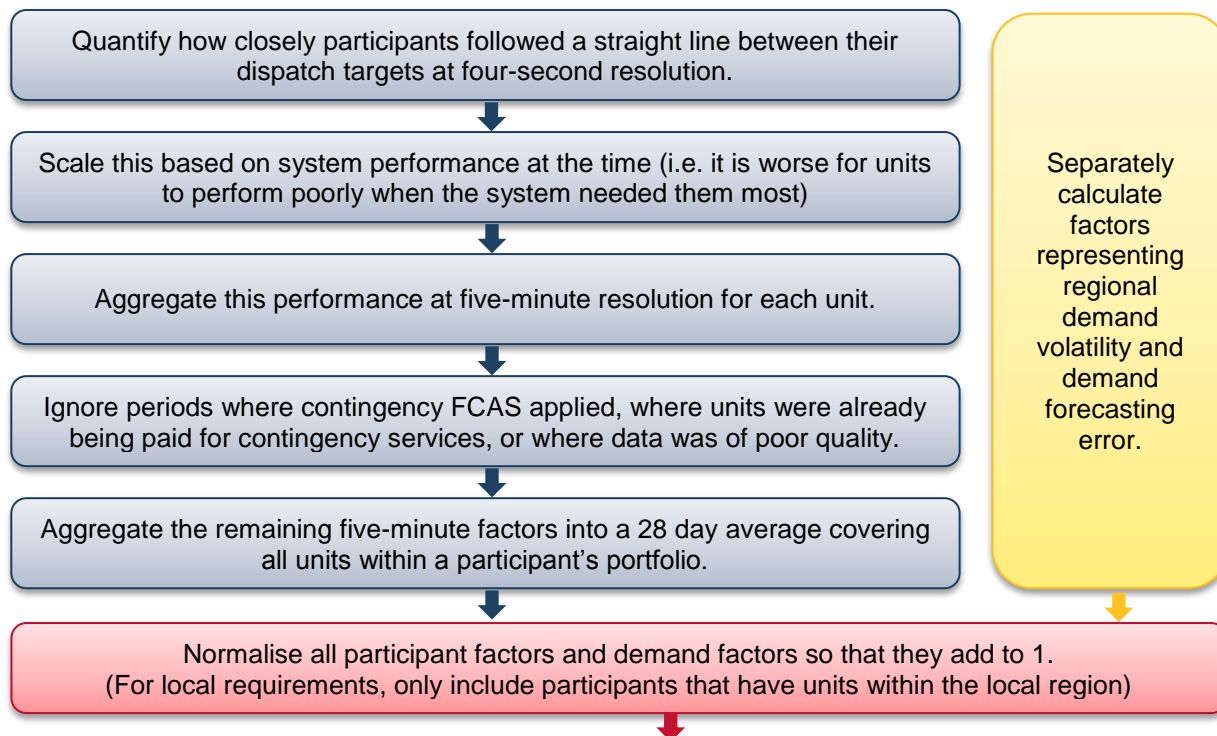 Quantify how closely participants followed a straight line between their
dispatch targets at four-second resolution.
Scale this based on system performance at the time (i.e. it is worse for units
to perform poorly when the system needed them most)
Aggregate this performance at five-minute resolution for each unit.
Ignore periods where contingency FCAS applied, where units were already
being paid for contingency services, or where data was of poor quality.
Aggregate the remaining five-minute factors into a 28 day average covering
all units within a participant's portfolio.
Separately
calculate
factors
representing
regional
demand
volatility and
demand
forecasting
error.
Normalise all participant factors and demand factors so that they add to 1.
(For local requirements, only include participants that have units within the local region)